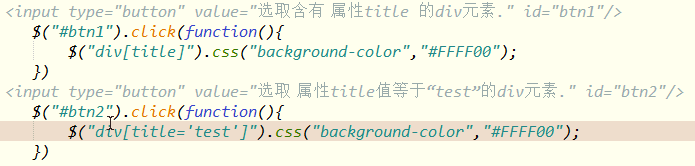 <input type="button" value="选取含有 属性title 的div元素." id="btn1"/>
$("#btn1").click(function(){
$("div[title]").css("background-color","#FFFF00");
})
<input type="button" value="选取 属性title值等于“test”的div元素." id="btn2"/>
$("#btn2").click(function(){
$("div[title='test']").css("background-color","#FFFF00");
})